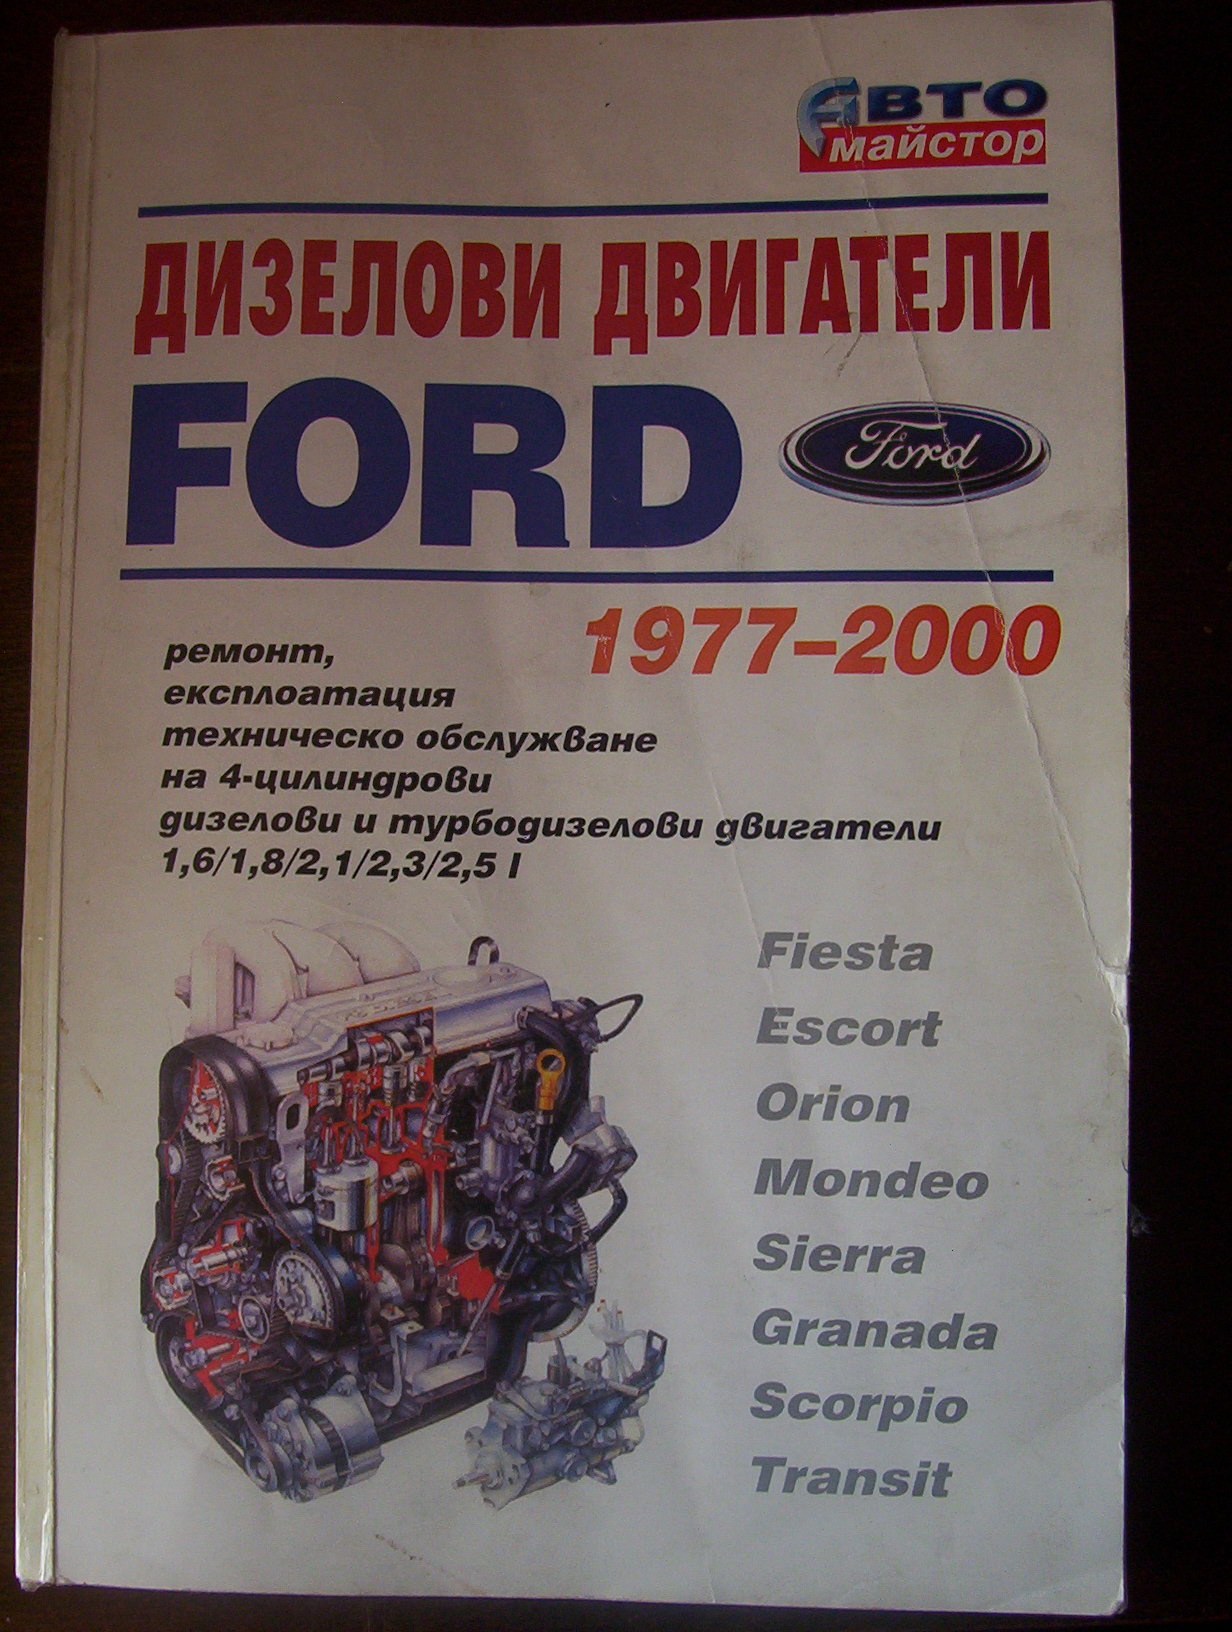 Авто
майстор
ДИЗЕЛОВИ ДВИГАТЕЛИ
FORD
Ford
1977-2000
ремонт,
експлоатация
техническо обслужване
на 4-цилиндрови
дизелови и турбодизелови двигатели
1,6/1,8/2,1/2,3/2,5 l
Fiesta
Escort
Orion
Mondeo
Sierra
Granada
Scorpio
Transit